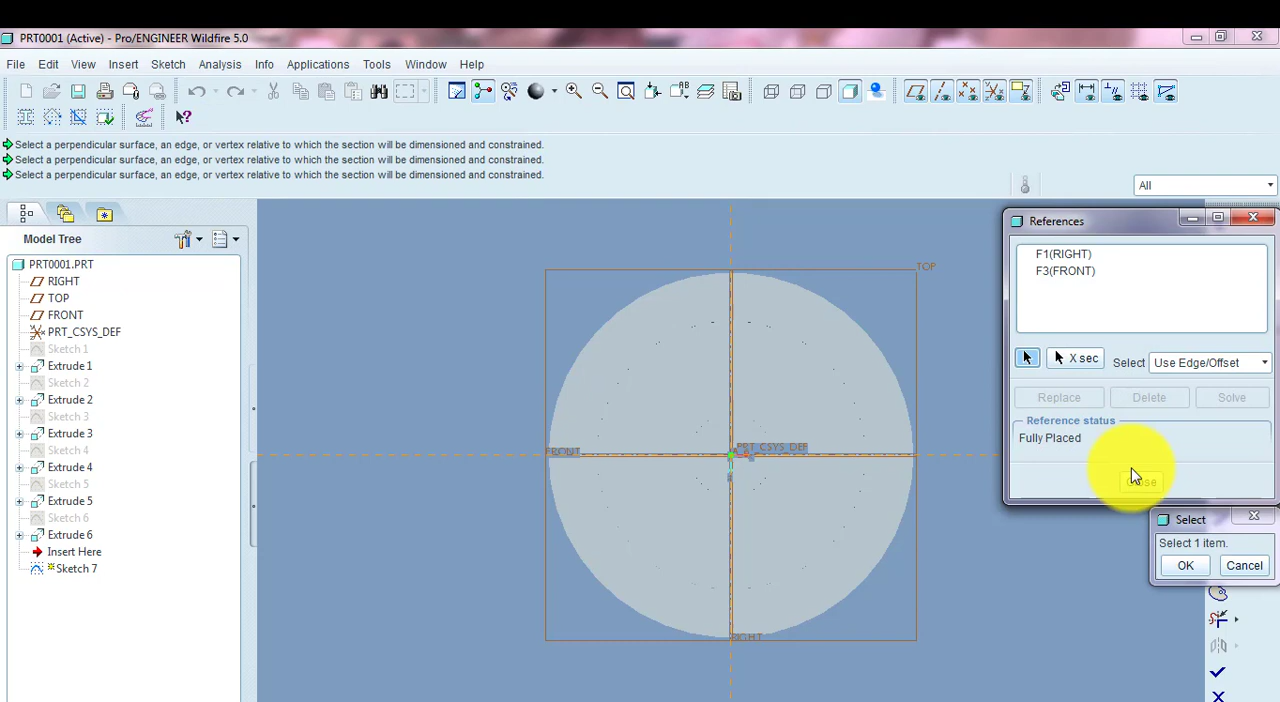 PRT0001 (Active) - Pro/ENGINEER Wildfire 5.0
File Edit View Insert Sketch Analysis Info Applications Tools Window Help
Select a perpendicular surface, an edge, or vertex relative to which the section will be dimensioned and constrained.
Select a perpendicular surface, an edge, or vertex relative to which the section will be dimensioned and constrained.
Select a perpendicular surface, an edge, or vertex relative to which the section will be dimensioned and constrained.
All
Model Tree
PRT0001.PRT
RIGHT
TOP
FRONT
PRT_CSYS_DEF
Sketch 1
Extrude 1
Sketch 2
Extrude 2
Sketch 3
Extrude 3
Sketch 4
Extrude 4
Sketch 5
Extrude 5
Sketch 6
Extrude 6
Insert Here
Sketch 7
TOP
FRONT
PRT_CSYS_DEF
RIGHT
References
F1(RIGHT)
F3(FRONT)
X sec Select Use Edge/Offset
Replace Delete Solve
Reference status
Fully Placed
Close
Select
Select 1 item.
OK Cancel